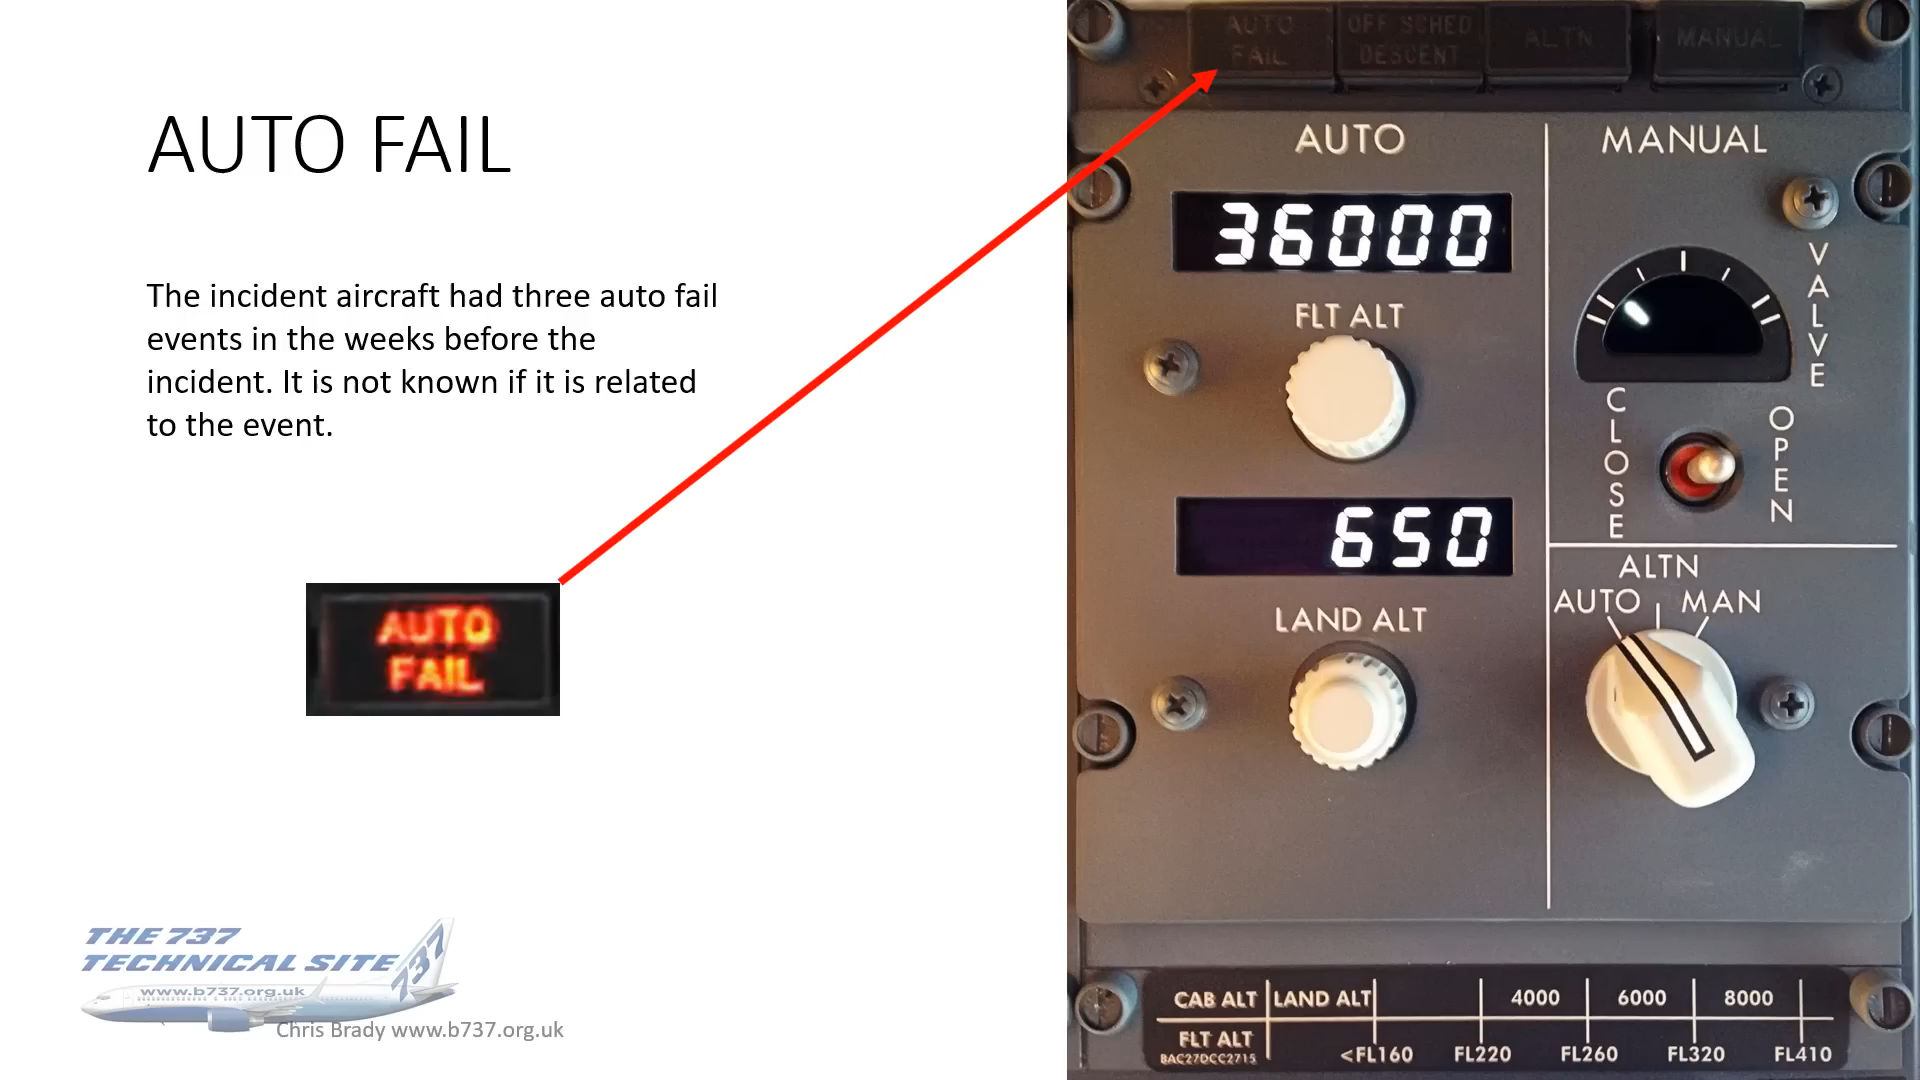 AUTO FAIL
The incident aircraft had three auto fail
events in the weeks before the
incident. It is not known if it is related
to the event.
AUTO
FAIL
THE 737
TECHNICAL SITE
737
www.b737.org.uk
Chris Brady www.b737.org.uk
AUTO
FAIL
OFF SCHED
DESCENT
ALTN
MANUAL
AUTO
MANUAL
36000
FLT ALT
VALVE
CLOSE
OPEN
650
LAND ALT
ALTN
AUTO
MAN
CAB ALT LAND ALT 4000 6000 8000
FLT ALT <FL160 FL220 FL260 FL320 FL410
BAC27DCC2715